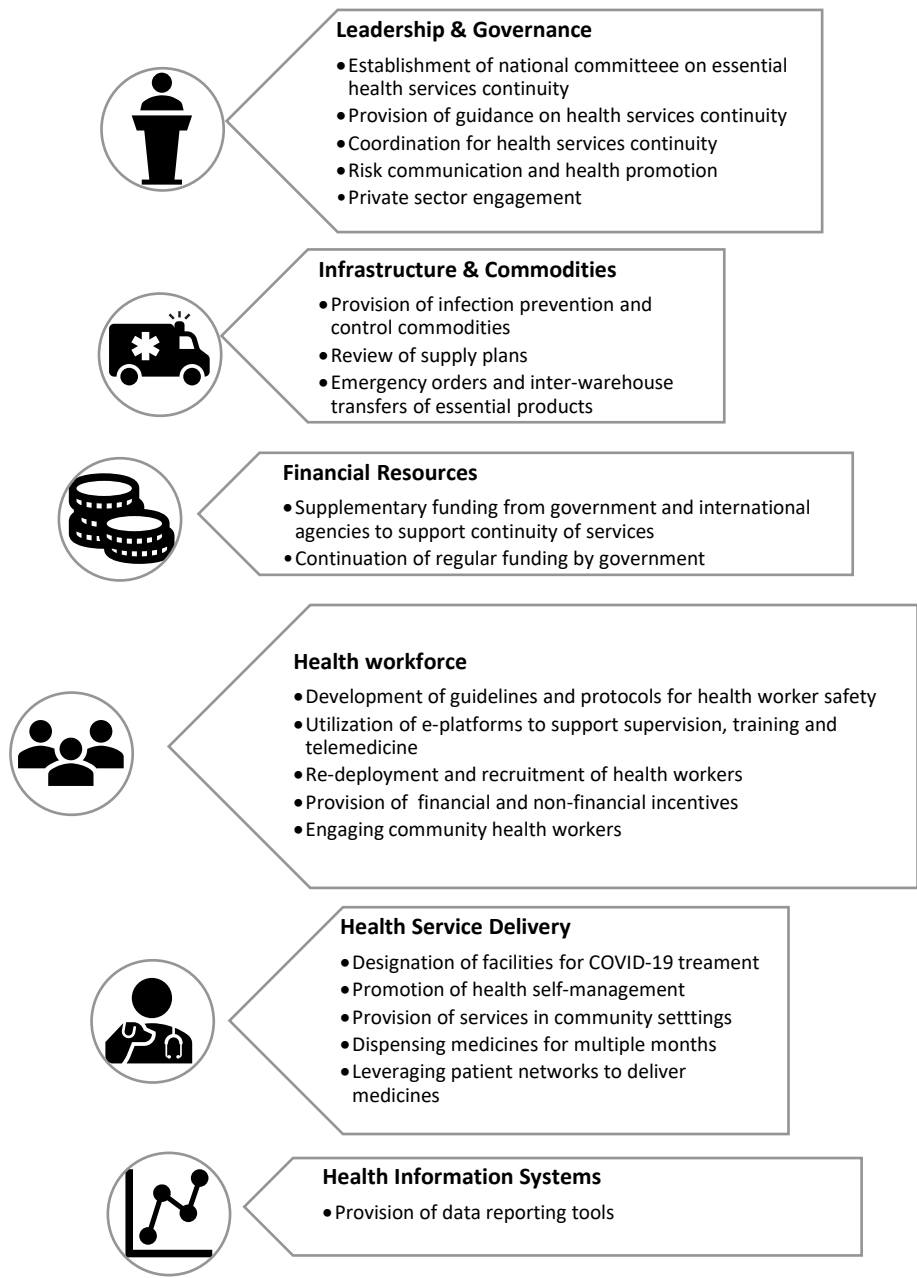 Leadership & Governance
•Establishment of national committeee on essential
health services continuity
•Provision of guidance on health services continuity
•Coordination for health services continuity
•Risk communication and health promotion
•Private sector engagement
Infrastructure & Commodities
•Provision of infection prevention and
control commodities
•Review of supply plans
•Emergency orders and inter-warehouse
transfers of essential products
Financial Resources
•Supplementary funding from government and international
agencies to support continuity of services
•Continuation of regular funding by government
Health workforce
•Development of guidelines and protocols for health worker safety
•Utilization of e-platforms to support supervision, training and
telemedicine
•Re-deployment and recruitment of health workers
•Provision of  financial and non-financial incentives
•Engaging community health workers
Health Service Delivery
•Designation of facilities for COVID-19 treament
•Promotion of health self-management
•Provision of services in community setttings
•Dispensing medicines for multiple months
•Leveraging patient networks to deliver
medicines
Health Information Systems
•Provision of data reporting tools